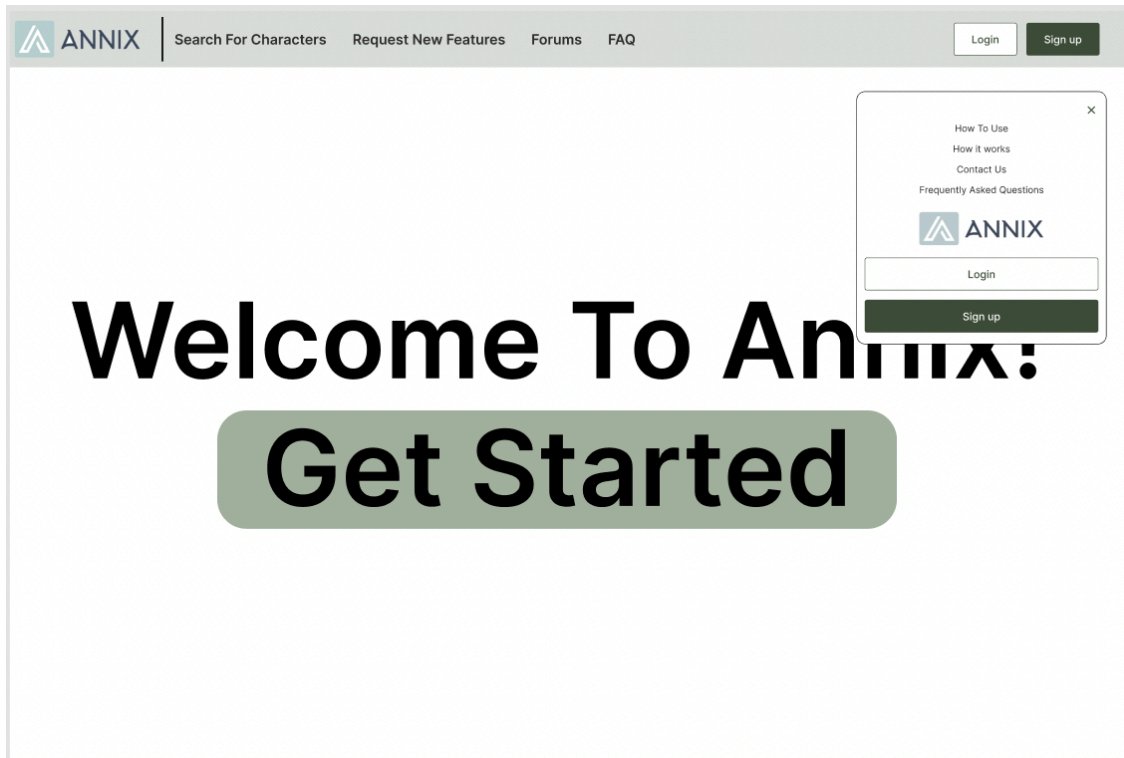 ANNIX
Search For Characters
Request New Features
Forums
FAQ
Login
Sign up
How To Use
How it works
Contact Us
Frequently Asked Questions
ANNIX
Login
Sign up
Welcome To Annix!
Get Started